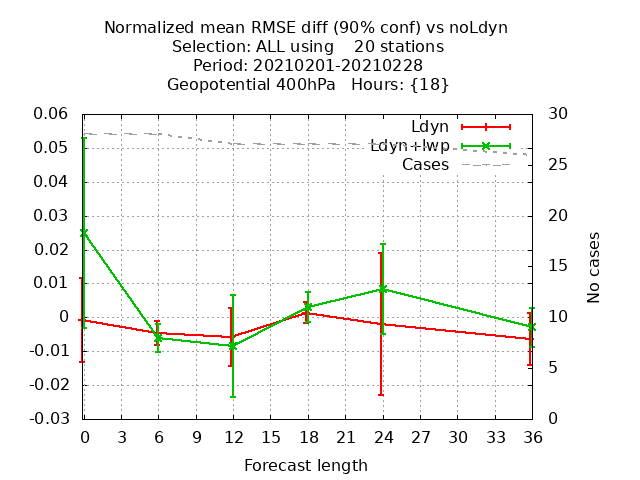 Normalized mean RMSE diff (90% conf) vs noLdyn
Selection: ALL using 20 stations
Period: 20210201-20210228
Geopotential 400hPa Hours: {18}
0.06
0.05
0.04
0.03
0.02
0.01
0
-0.01
-0.02
-0.03
30
25
20
15
10
5
0
No cases
Ldyn
Ldyn+lwp
Cases
0 3 6 9 12 15 18 21 24 27 30 33 36
Forecast length